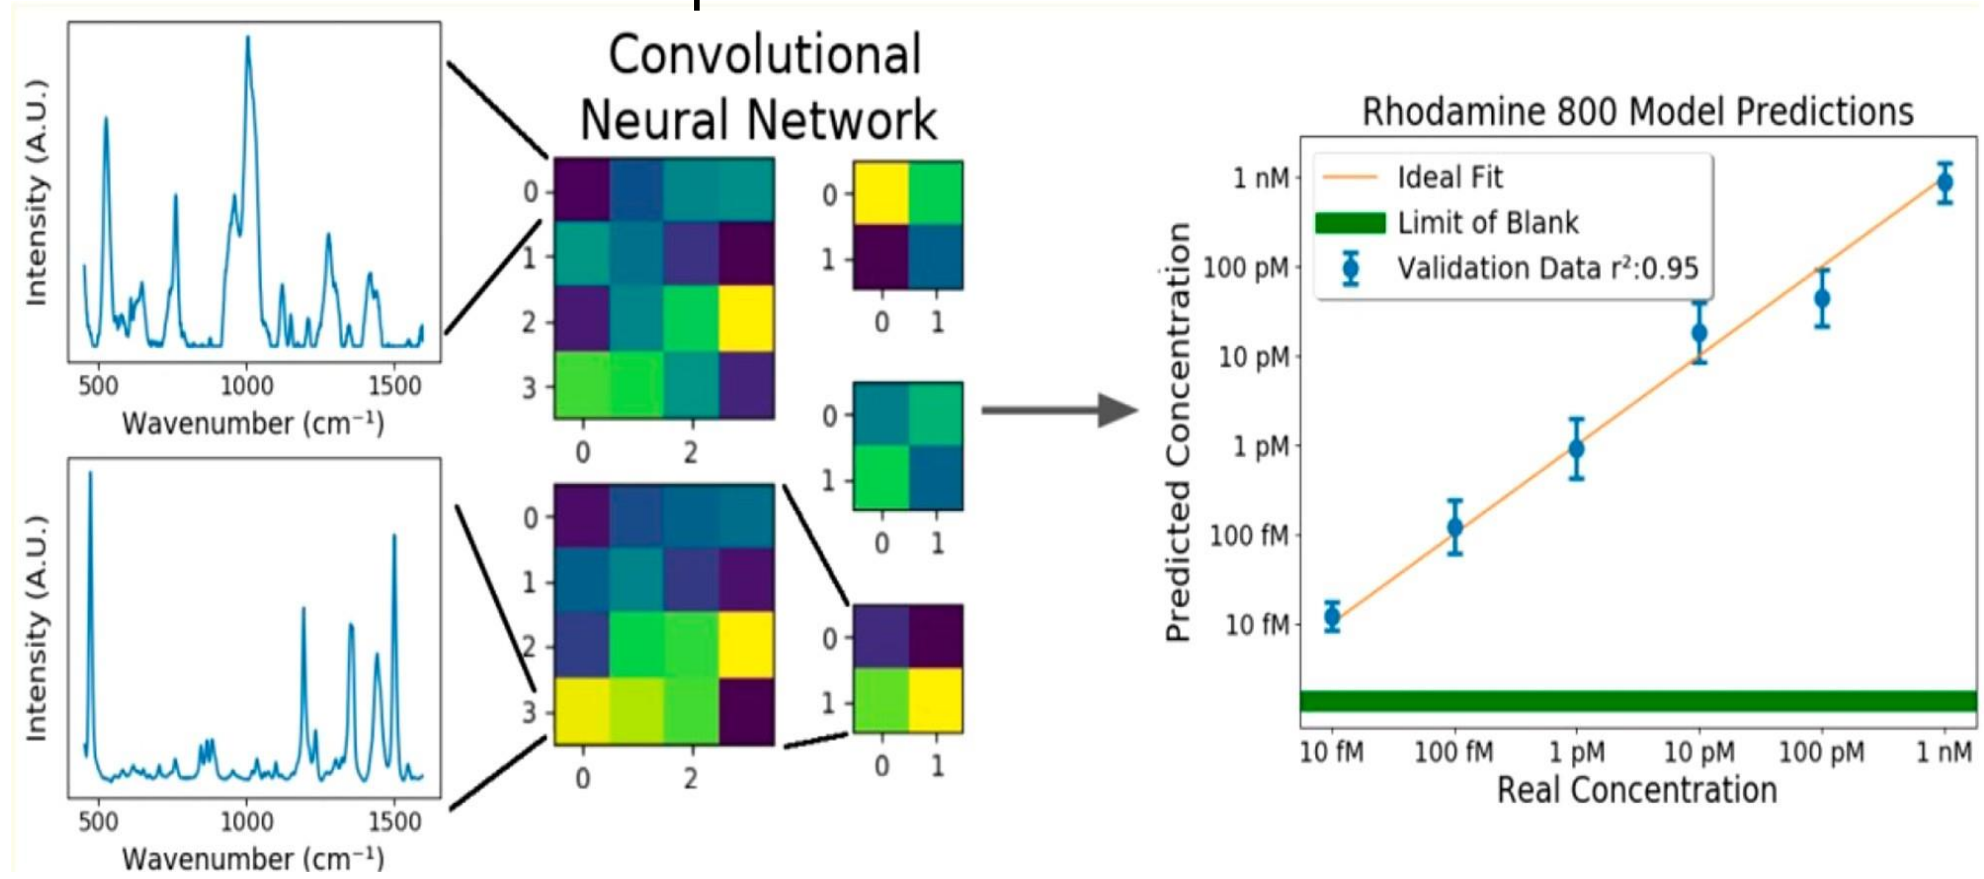 Intensity (A.U.)
500 1000 1500
Wavenumber (cm⁻¹)
Intensity (A.U.)
500 1000 1500
Wavenumber (cm⁻¹)
Convolutional
Neural Network
0
1
2
3
0 2
0
1
2
3
0 2
0
1
0 1
0
1
0 1
0
1
0 1
Rhodamine 800 Model Predictions
Ideal Fit
Limit of Blank
Validation Data r²:0.95
Predicted Concentration
1 nM
100 pM
10 pM
1 pM
100 fM
10 fM
10 fM 100 fM 1 pM 10 pM 100 pM 1 nM
Real Concentration